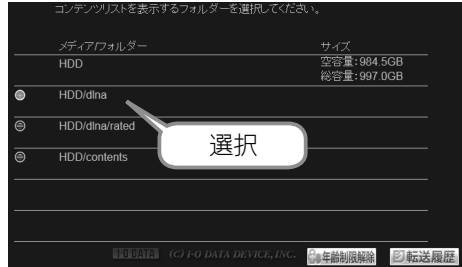 コンテンツリストを表示するフォルダーを選択してください。
メディア/フォルダー サイズ
HDD 空容量:984.5GB
総容量:997.0GB
HDD/dlna
HDD/dlna/rated
選択
HDD/contents
I-O DATA (C) I-O DATA DEVICE, INC. 年齢制限解除 転送履歴